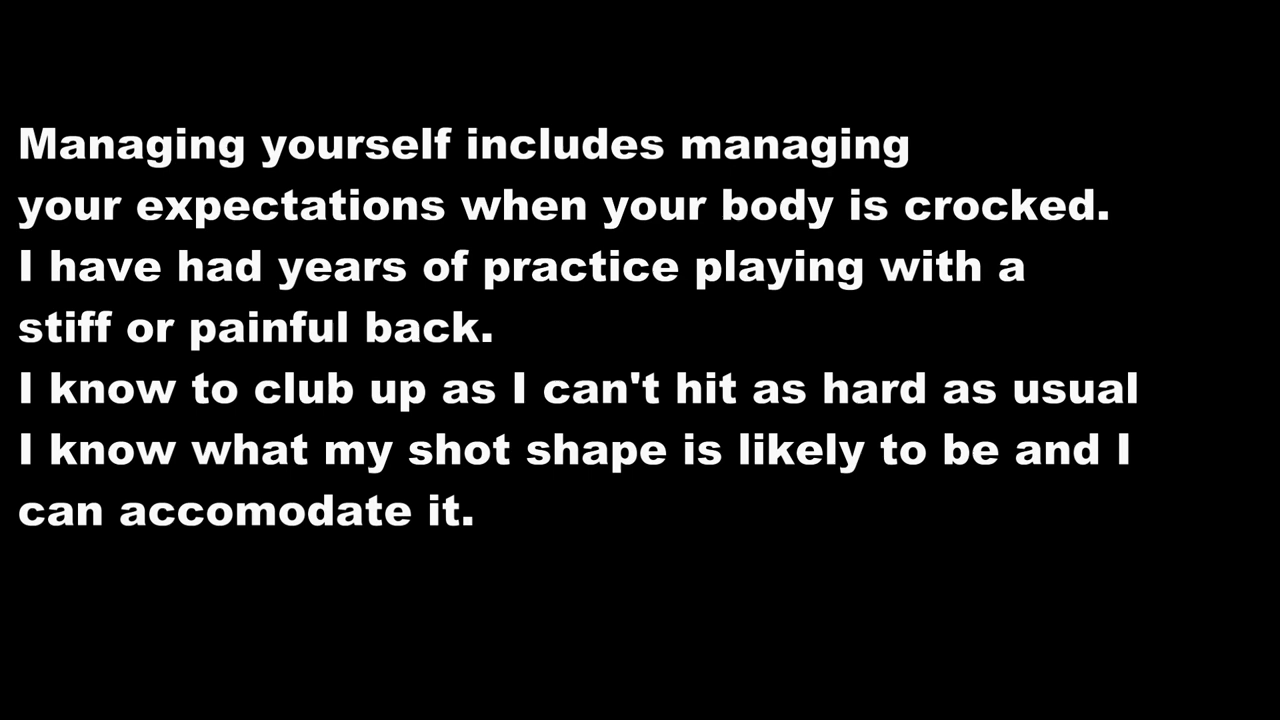 Managing yourself includes managing
your expectations when your body is crocked.
I have had years of practice playing with a
stiff or painful back.
I know to club up as I can't hit as hard as usual
I know what my shot shape is likely to be and I
can accomodate it.